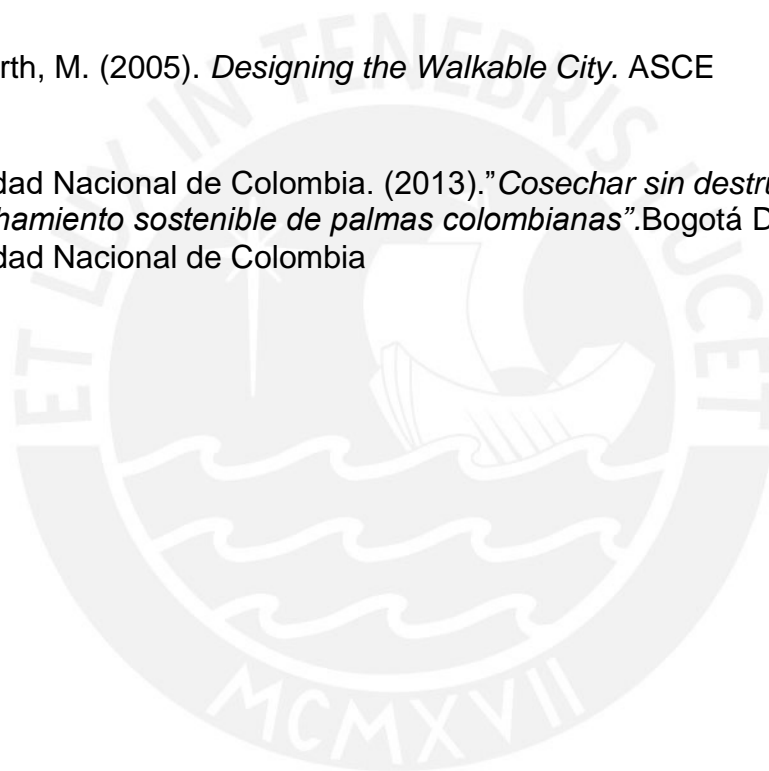 rth, M. (2005). Designing the Walkable City. ASCE
dad Nacional de Colombia. (2013)."Cosechar sin destru
hamiento sostenible de palmas colombianas".Bogotá D
dad Nacional de Colombia
ET LUX IN TENEBRIS LUCET
MCMXVII